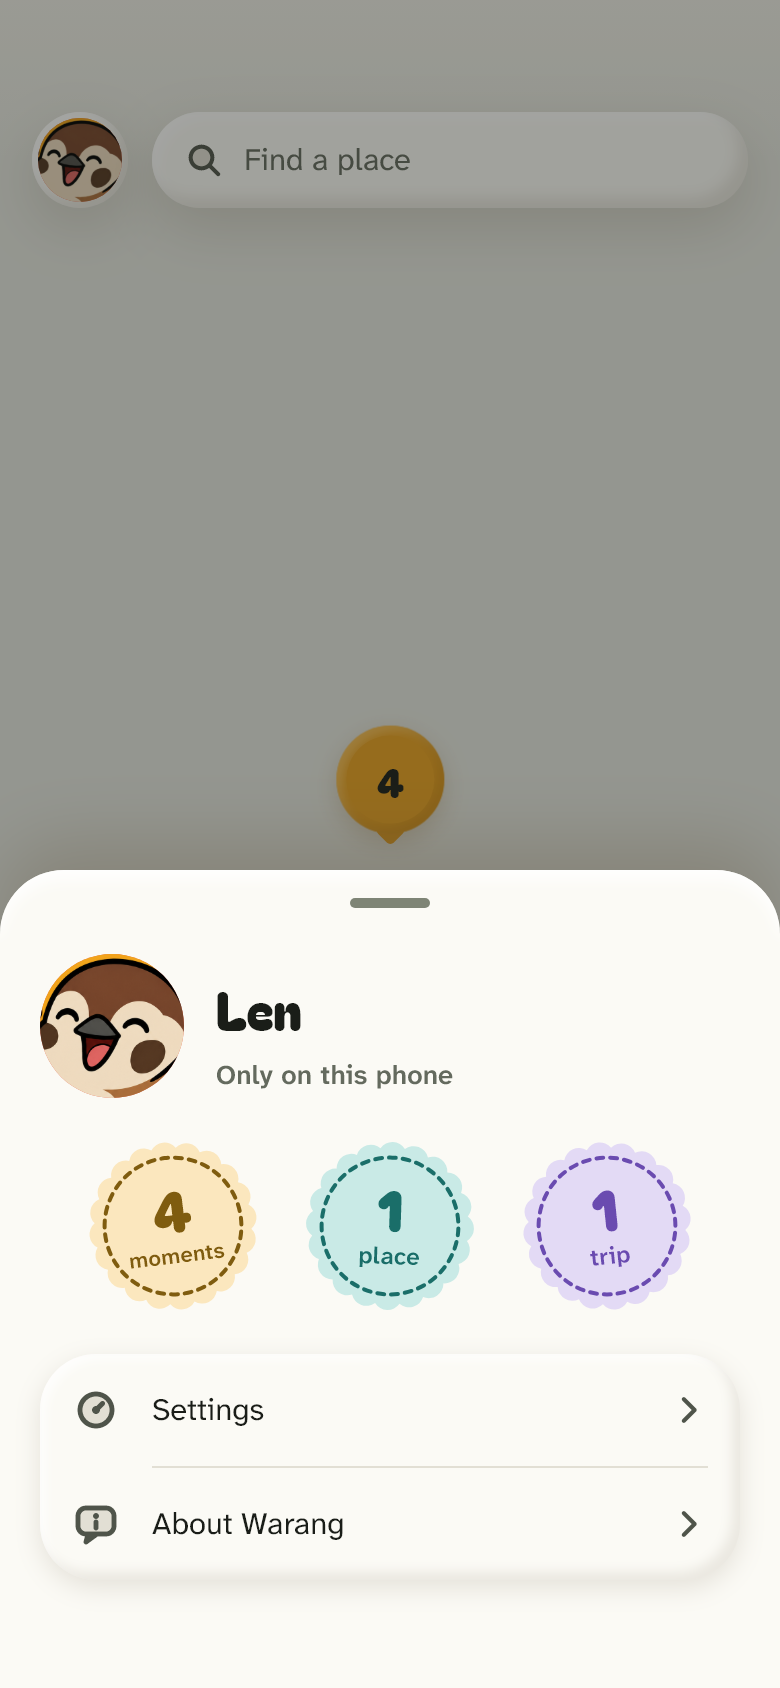 Find a place
4
Len
Only on this phone
4
moments
1
place
1
trip
Settings
About Warang